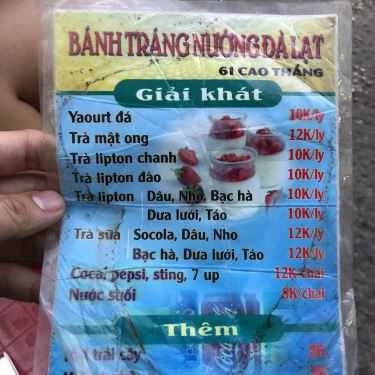 BÁNH TRÁNG NƯỚNG ĐÀ LẠT
61 CAO THẮNG
Giải khát
Yaourt đá 10K/ly
Trà mật ong 12K/ly
Trà lipton chanh 10K/ly
Trà lipton đào 10K/ly
Trà lipton Dâu, Nho, Bạc hà 10K/ly
Dưa lưới, Táo 10K/ly
Trà sữa Socola, Dâu, Nho 12K/ly
Bạc hà, Dưa lưới, Táo 12K/ly
Coca, pepsi, sting, 7 up 12K/chai
Nước suối 8K/chai
Thêm
trái cây